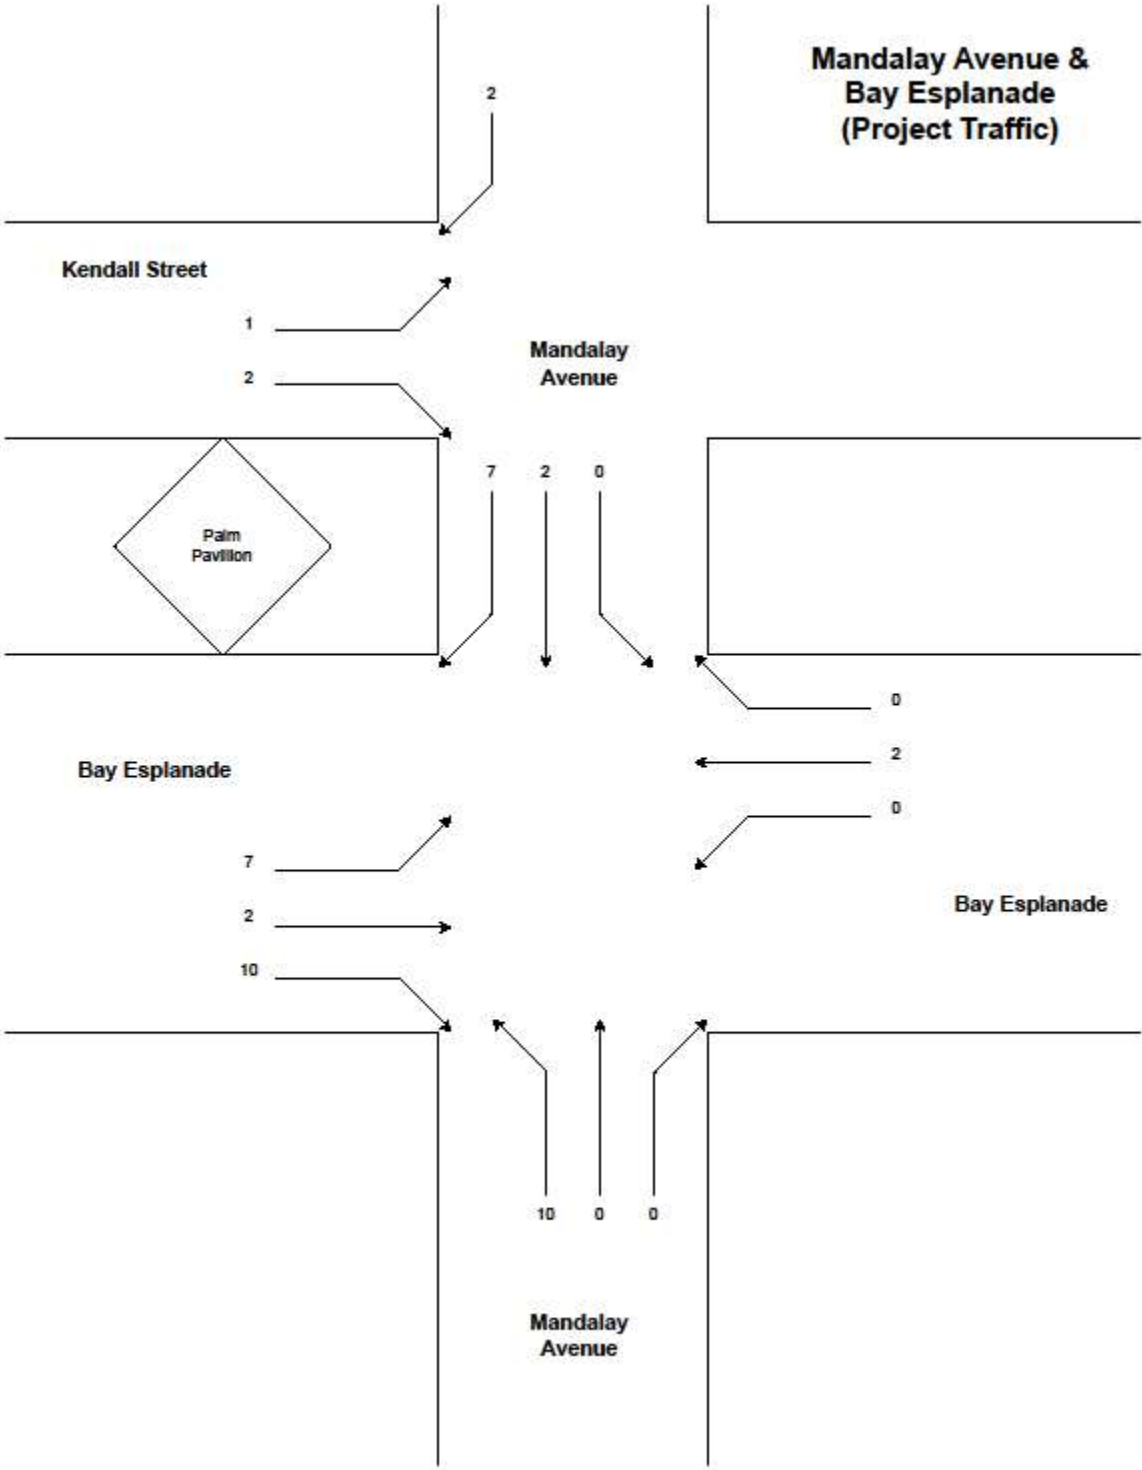 Mandalay Avenue &
Bay Esplanade
(Project Traffic)
2
Kendall Street
1
2
Mandalay
Avenue
7 2 0
Palm
Pavilion
0
2
0
Bay Esplanade
7
2
10
Bay Esplanade
10 0 0
Mandalay
Avenue